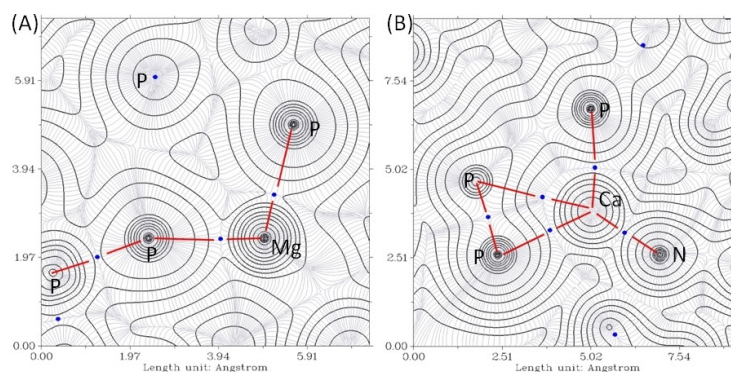 (A)
P
P
P
P
Mg
5.91
3.94
1.97
0.00
0.00 1.97 3.94 5.91
Length unit: Angstrom
(B)
P
P
P
Ca
N
7.54
5.02
2.51
0.00
0.00 2.51 5.02 7.54
Length unit: Angstrom